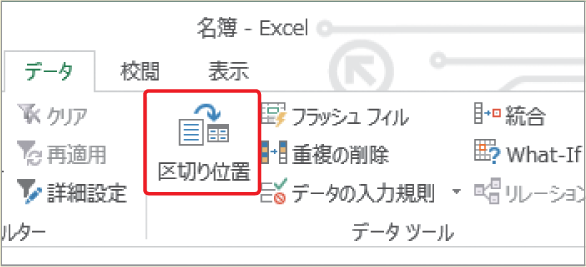 名簿 - Excel
データ 校閲 表示
クリア
再適用
詳細設定
ルター
区切り位置
フラッシュ フィル
重複の削除
データの入力規則
統合
What-If
リレーション
データ ツール